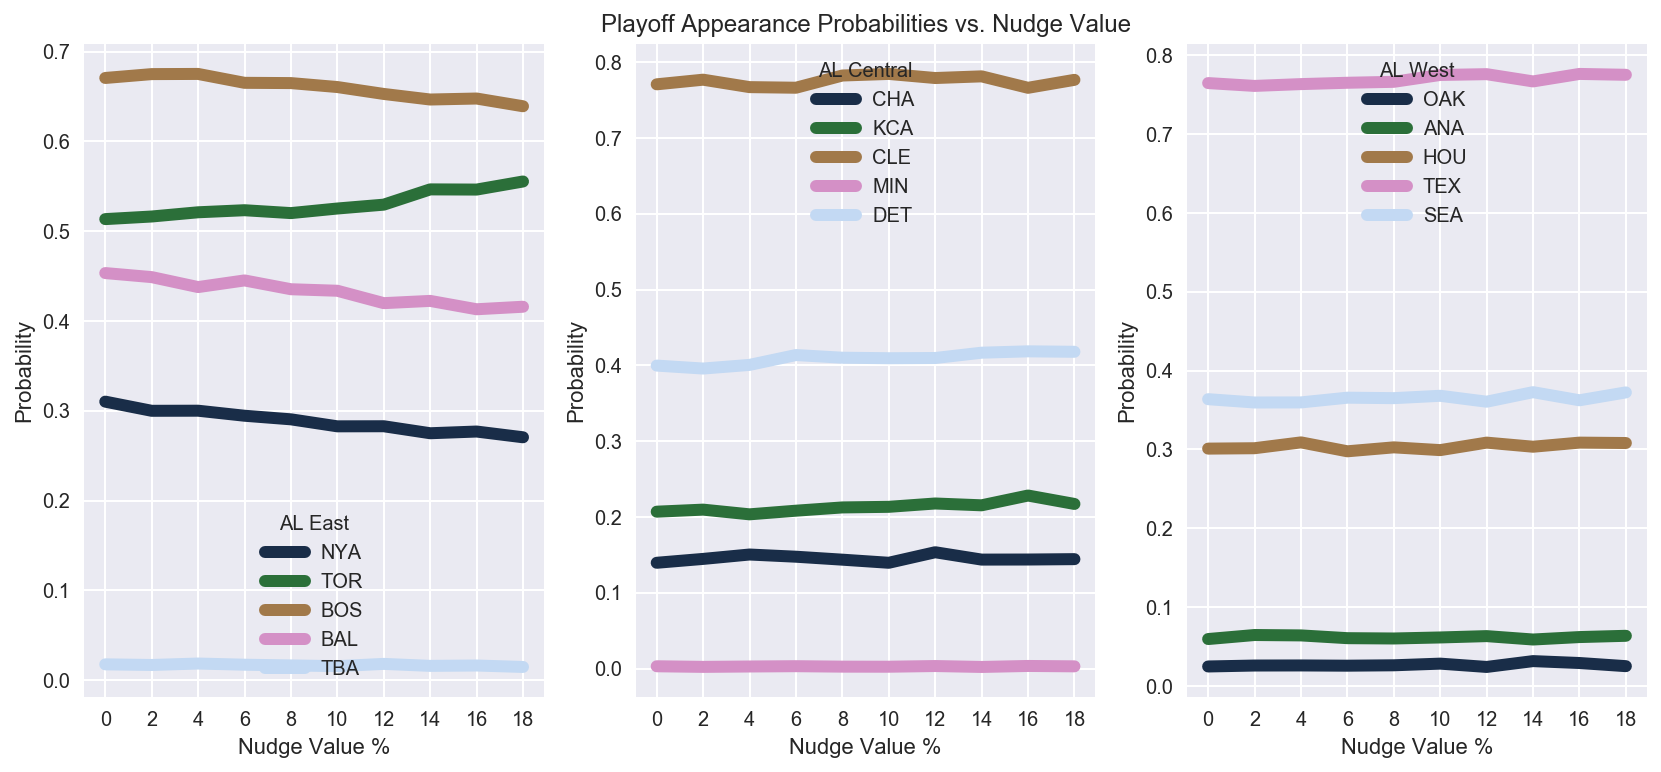 Playoff Appearance Probabilities vs. Nudge Value
0.7
0.6
0.5
0.4
0.3
0.2
0.1
0.0
Probability
AL East
NYA
TOR
BOS
BAL
TBA
0 2 4 6 8 10 12 14 16 18
Nudge Value %
0.8
0.7
0.6
0.5
0.4
0.3
0.2
0.1
0.0
Probability
AL Central
CHA
KCA
CLE
MIN
DET
0 2 4 6 8 10 12 14 16 18
Nudge Value %
0.8
0.7
0.6
0.5
0.4
0.3
0.2
0.1
0.0
Probability
AL West
OAK
ANA
HOU
TEX
SEA
0 2 4 6 8 10 12 14 16 18
Nudge Value %